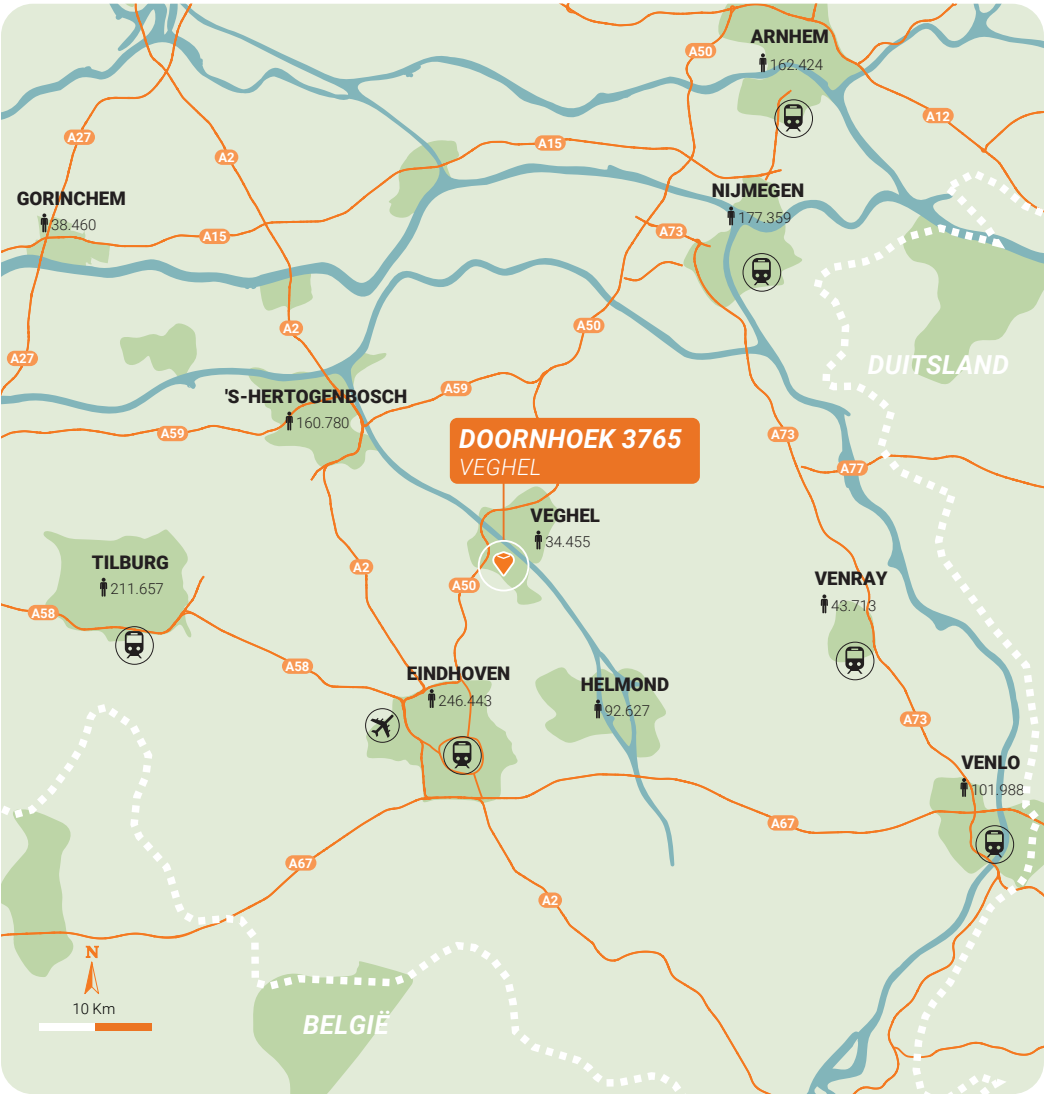 ARNHEM
A50
162.424
A12
A27
A15
A2
NIJMEGEN
GORINCHEM
177.359
38.460
A73
A15
A50
A2
A27
DUITSLAND
A59
'S-HERTOGENBOSCH
160.780
A59
A73
DOORNHOEK 3765
VEGHEL
A77
VEGHEL
34.455
TILBURG
A2
211.657
A50
VENRAY
43.713
A58
A58
EINDHOVEN
246.443
HELMOND
92.627
A73
VENLO
101.988
A67
A67
A2
N
10 Km
BELGIË